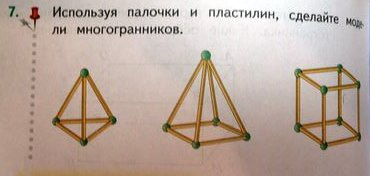 7. Используя палочки и пластилин, сделайте моде-
ли многогранников.